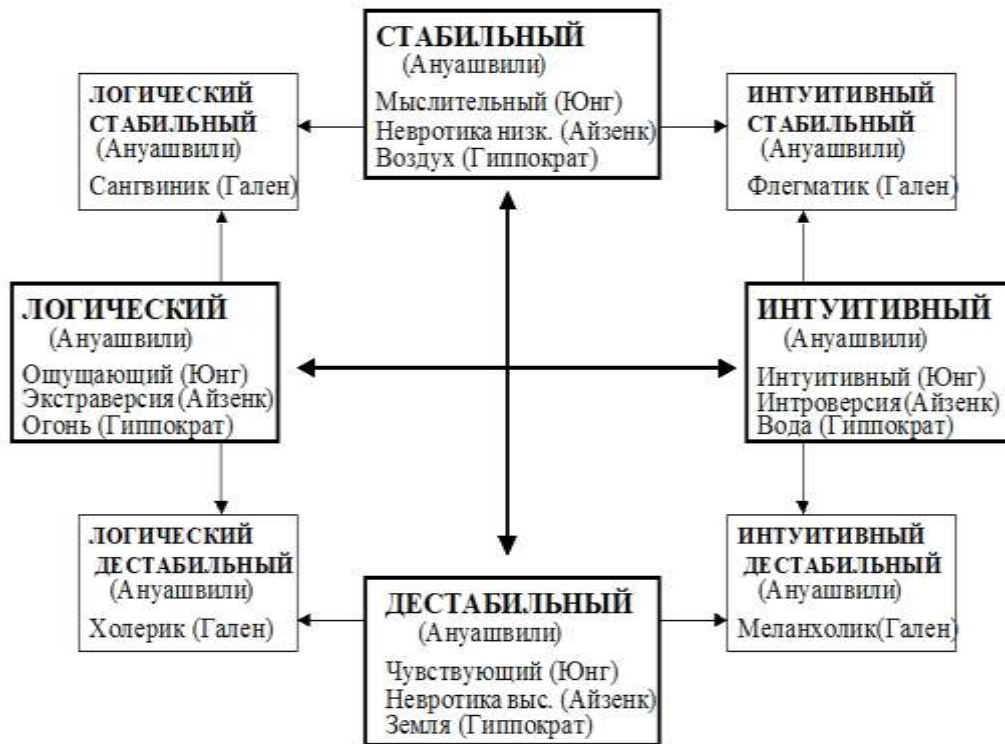 СТАБИЛЬНЫЙ
(Ануашвили)
Мыслительный (Юнг)
Невротика низк. (Айзенк)
Воздух (Гиппократ)
ЛОГИЧЕСКИЙ
СТАБИЛЬНЫЙ
(Ануашвили)
Сангвиник (Гален)
ИНТУИТИВНЫЙ
СТАБИЛЬНЫЙ
(Ануашвили)
Флегматик (Гален)
ЛОГИЧЕСКИЙ
(Ануашвили)
Ощущающий (Юнг)
Экстраверсия (Айзенк)
Огонь (Гиппократ)
ИНТУИТИВНЫЙ
(Ануашвили)
Интуитивный (Юнг)
Интроверсия (Айзенк)
Вода (Гиппократ)
ЛОГИЧЕСКИЙ
ДЕСТАБИЛЬНЫЙ
(Ануашвили)
Холерик (Гален)
ИНТУИТИВНЫЙ
ДЕСТАБИЛЬНЫЙ
(Ануашвили)
Меланхолик(Гален)
ДЕСТАБИЛЬНЫЙ
(Ануашвили)
Чувствующий (Юнг)
Невротика выс. (Айзенк)
Земля (Гиппократ)